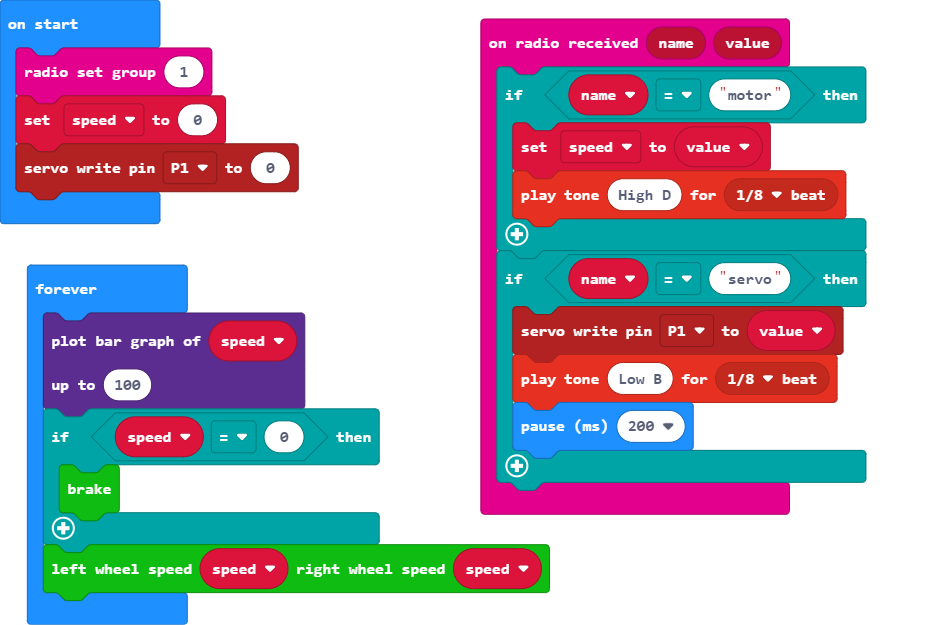 on start
radio set group 1
set speed to 0
servo write pin P1 to 0
forever
plot bar graph of speed
up to 100
if speed = 0 then
brake
left wheel speed speed right wheel speed speed
on radio received name value
if name = "motor" then
set speed to value
play tone High D for 1/8 beat
if name = "servo" then
servo write pin P1 to value
play tone Low B for 1/8 beat
pause (ms) 200